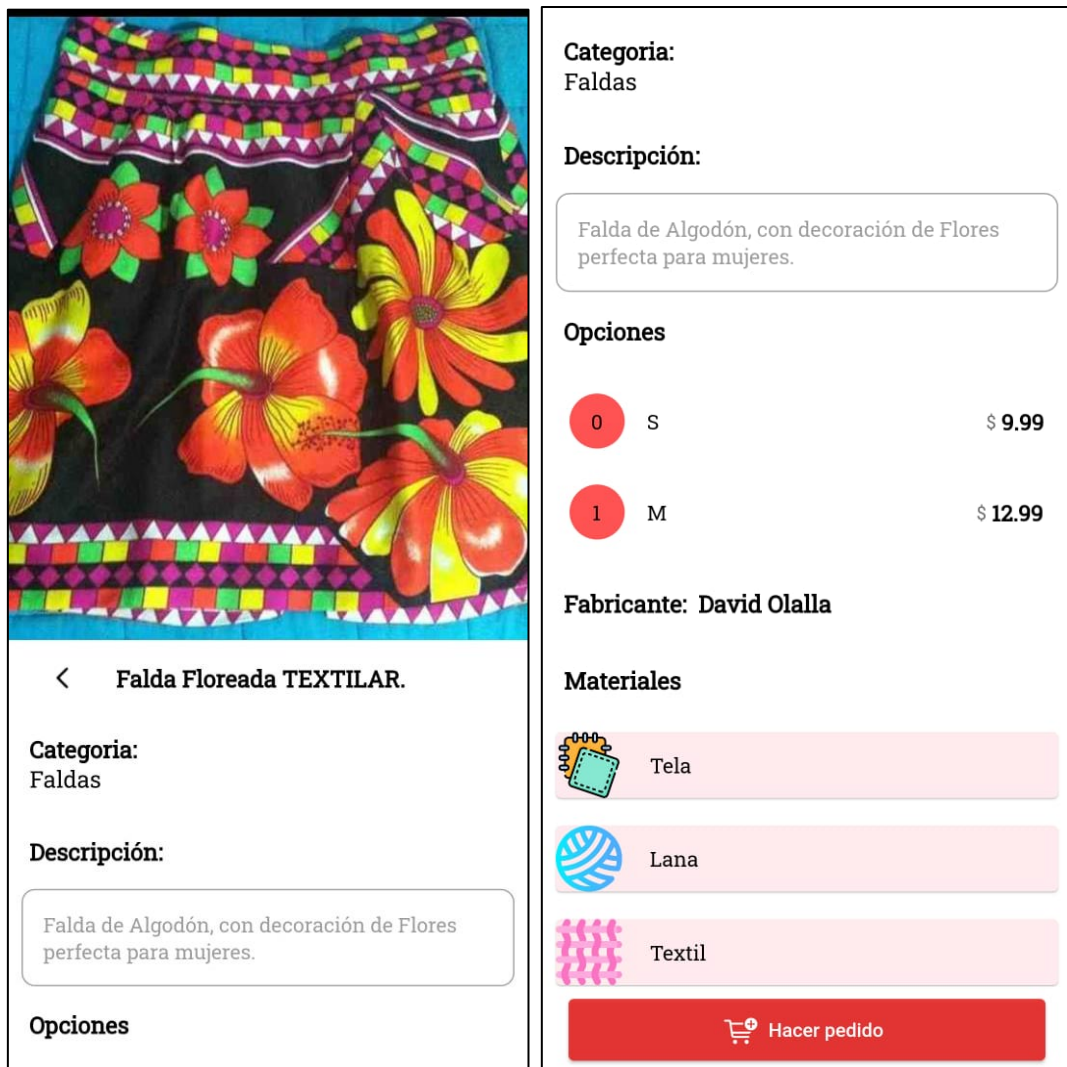 Falda Floreada TEXTILAR.
Categoria:
Faldas
Descripción:
Falda de Algodón, con decoración de Flores
perfecta para mujeres.
Opciones
Categoria:
Faldas
Descripción:
Falda de Algodón, con decoración de Flores
perfecta para mujeres.
Opciones
0 S $ 9.99
1 M $ 12.99
Fabricante: David Olalla
Materiales
Tela
Lana
Textil
Hacer pedido